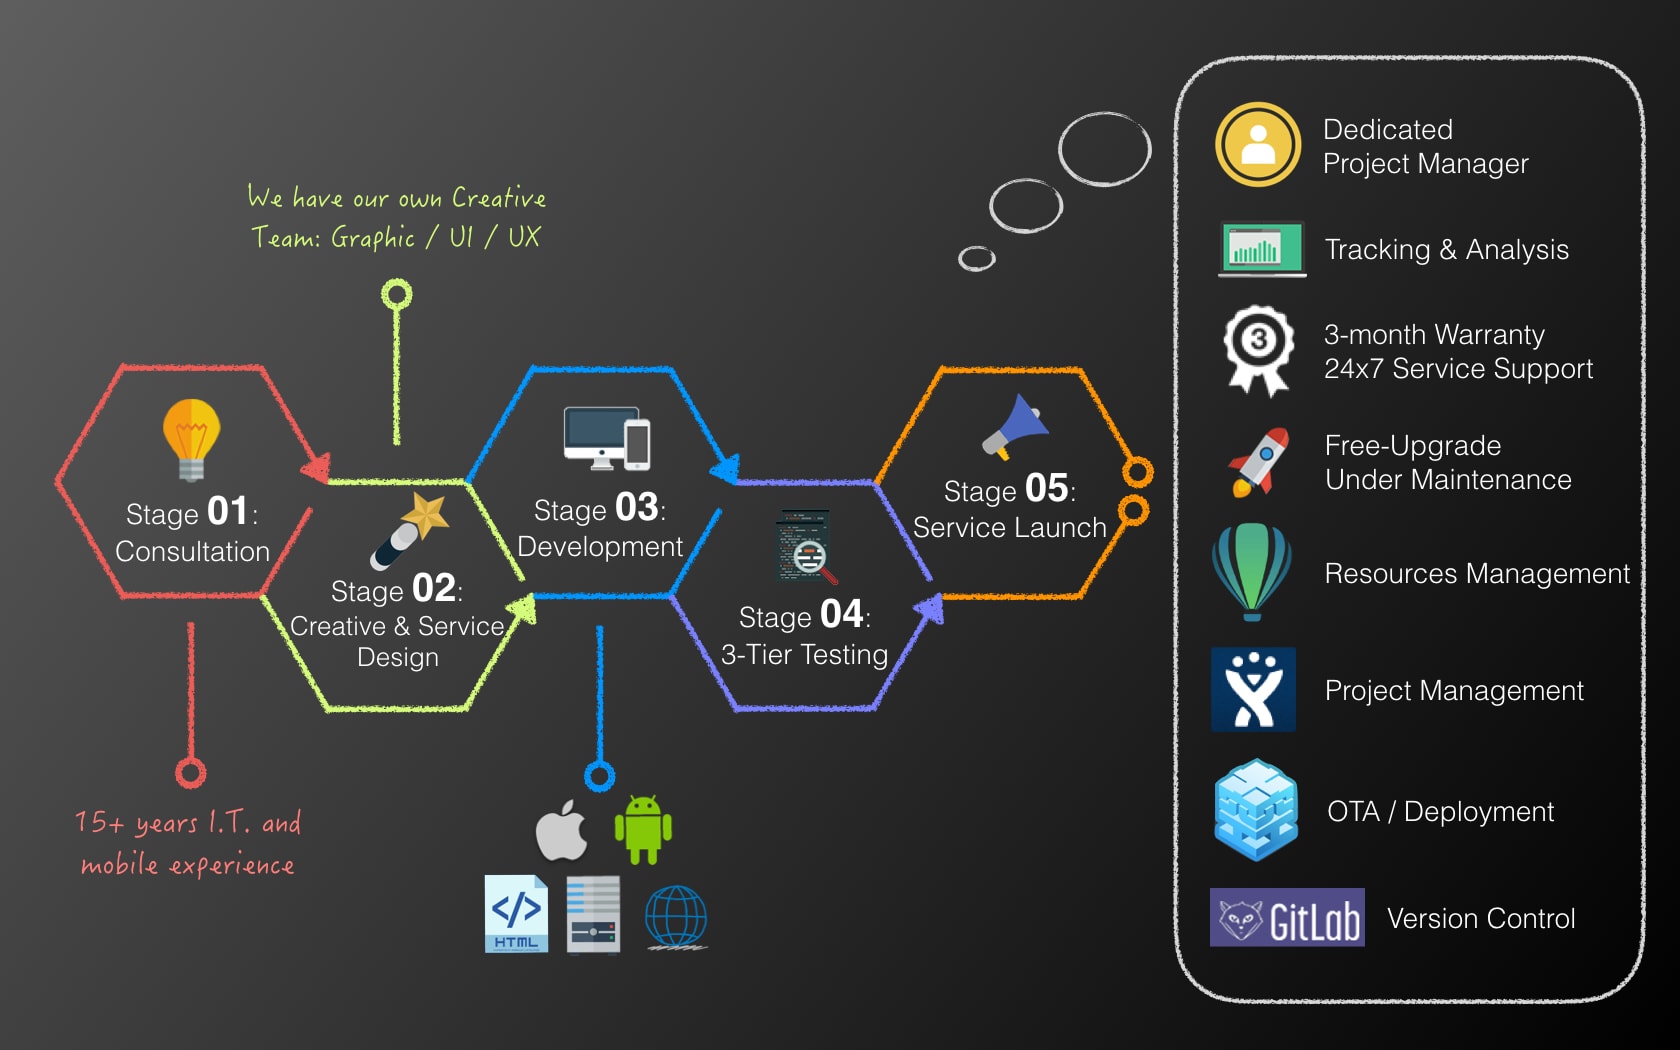 We have our own Creative
Team: Graphic / UI / UX
Stage 01:
Consultation
15+ years I.T. and
mobile experience
Stage 02:
Creative & Service
Design
Stage 03:
Development
</>
HTML
Stage 04:
3-Tier Testing
Stage 05:
Service Launch
Dedicated
Project Manager
Tracking & Analysis
3
3-month Warranty
24x7 Service Support
Free-Upgrade
Under Maintenance
Resources Management
Project Management
OTA / Deployment
GitLab
Version Control